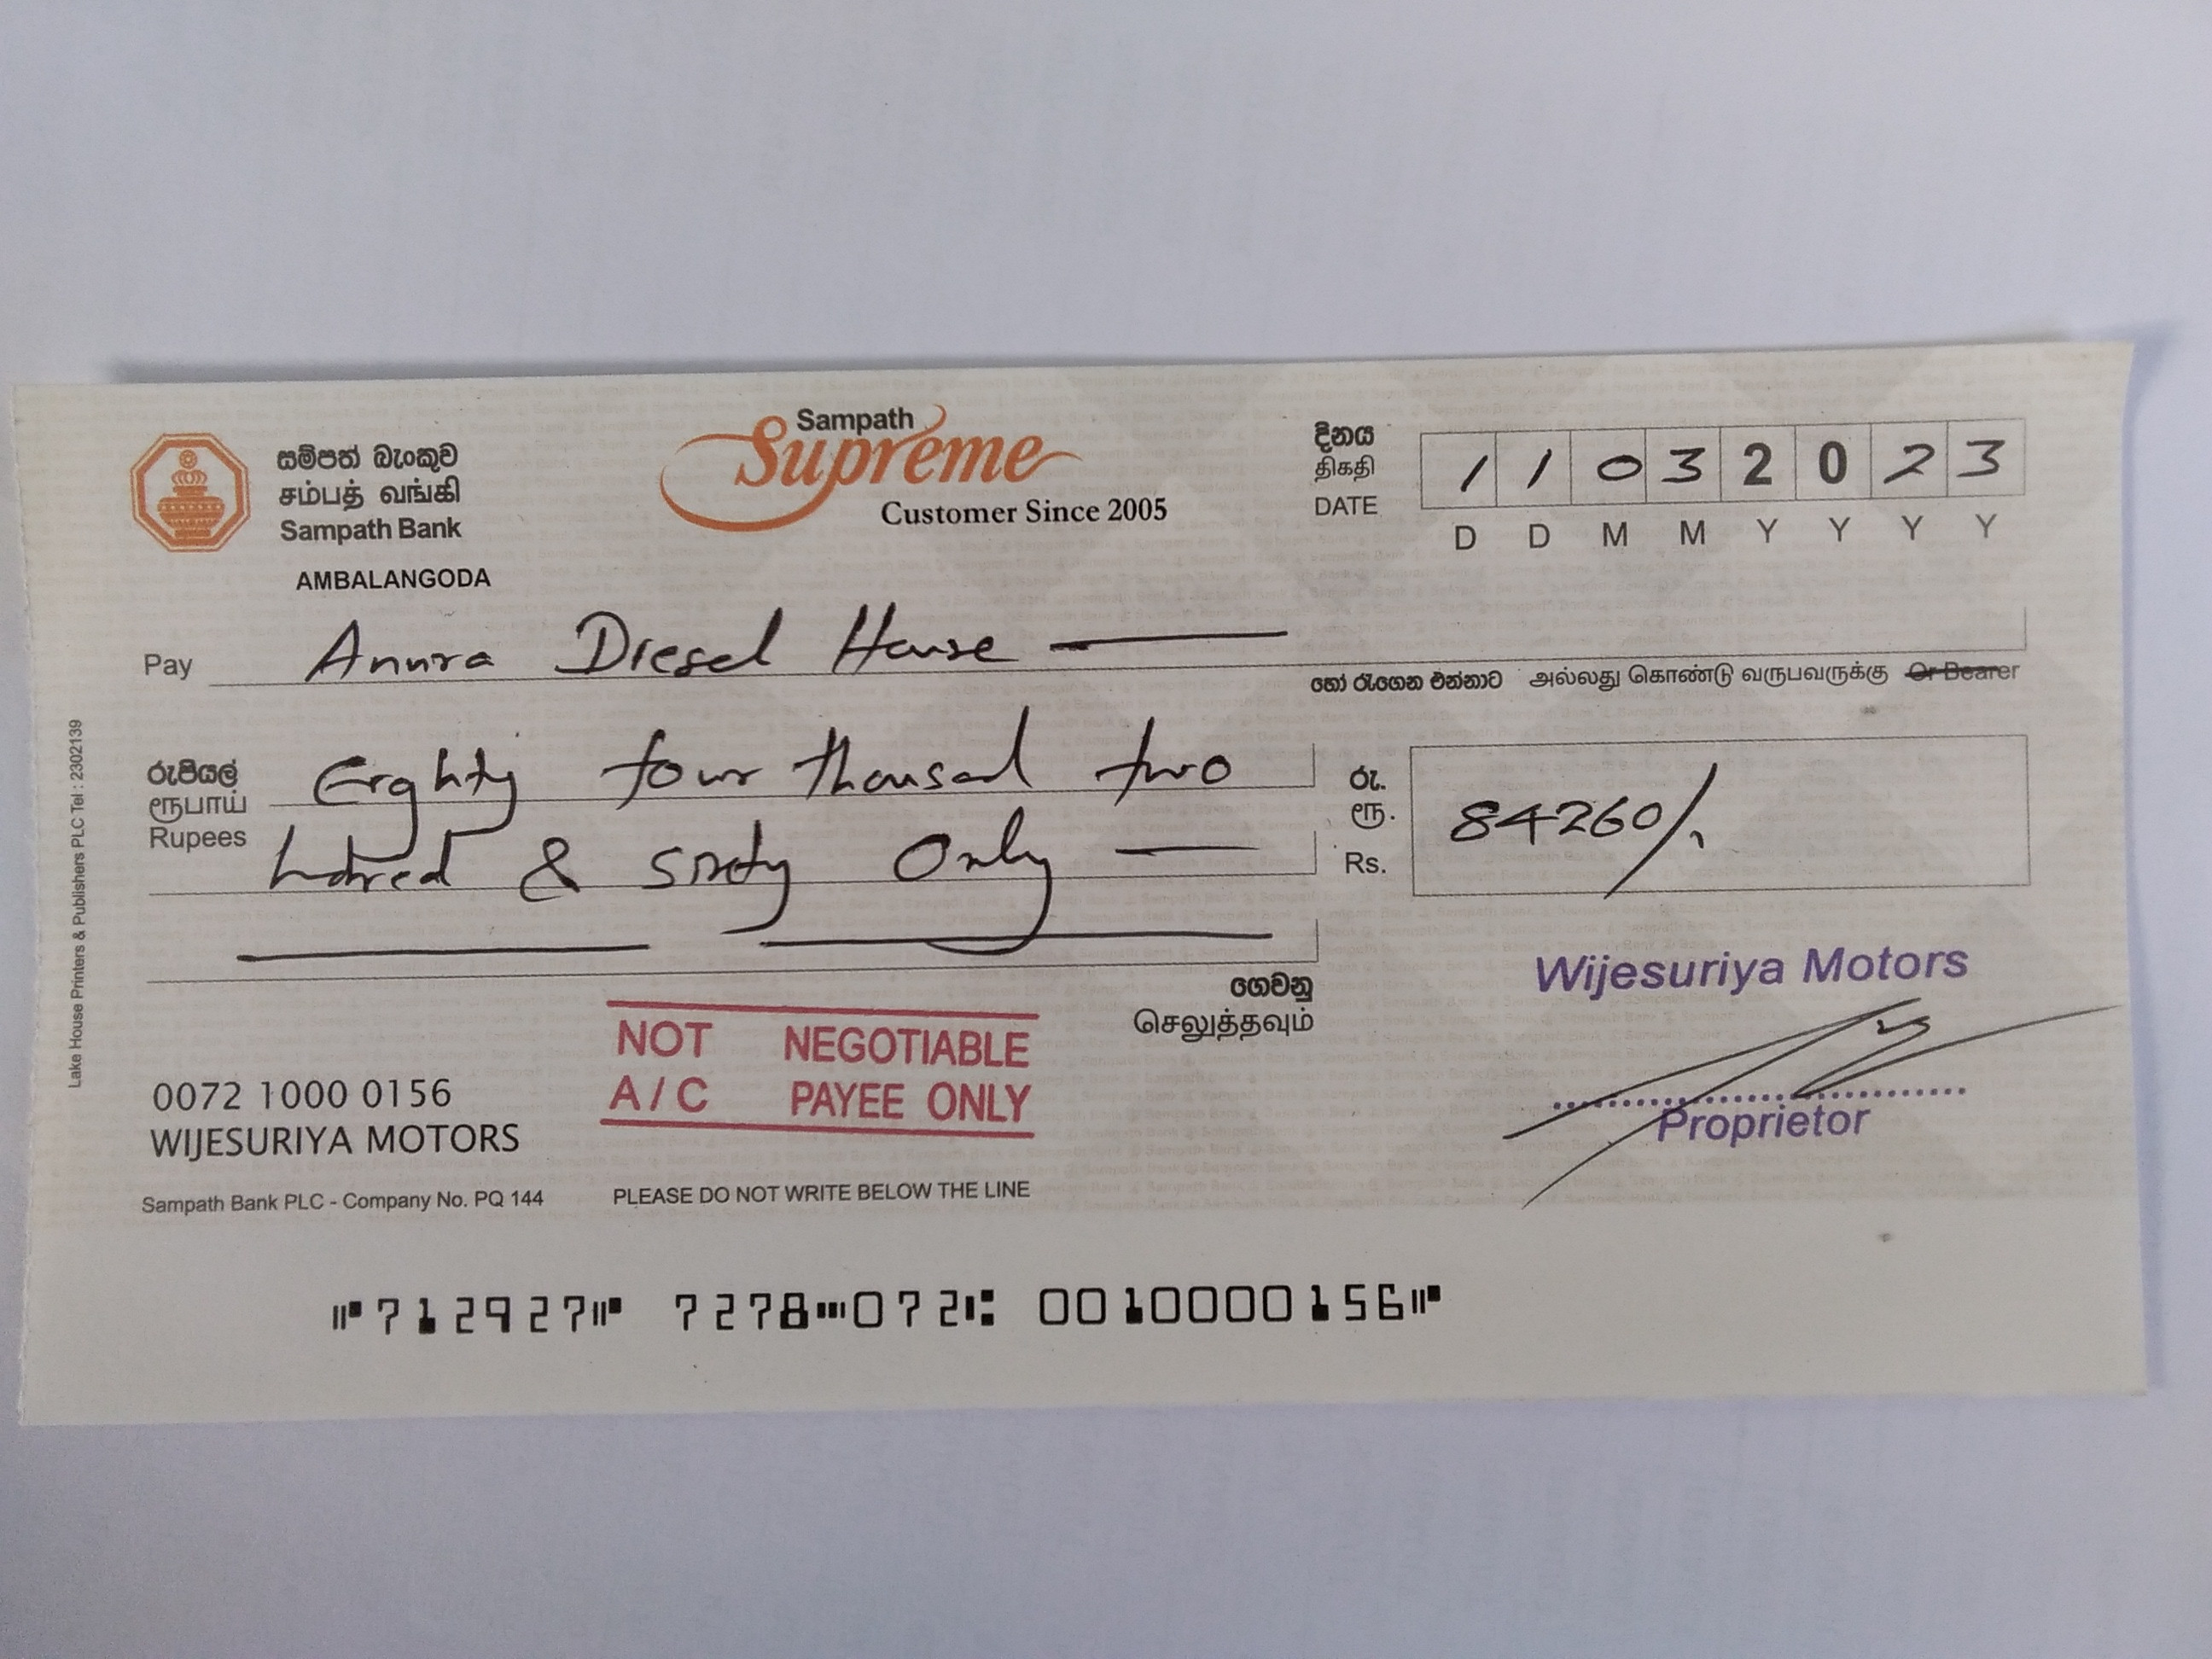 සම්පත් බැංකුව
சம்பத் வங்கி
Sampath Bank
AMBALANGODA
Sampath
Supreme
Customer Since 2005
දිනය
திகதி
DATE
1 1 0 3 2 0 2 3
D D M M Y Y Y Y
Pay Anura Diesel House
හෝ රැගෙන එන්නාට அல்லது கொண்டு வருபவருக்கு Or Bearer
රුපියල්
ரூபாய்
Rupees
Eighty four thousand two
hndred & sixty Only
රු.
ரூ.
Rs.
84260/.
ගෙවනු
செலுத்தவும்
NOT NEGOTIABLE
A/C PAYEE ONLY
Wijesuriya Motors
Proprietor
0072 1000 0156
WIJESURIYA MOTORS
Sampath Bank PLC - Company No. PQ 144
PLEASE DO NOT WRITE BELOW THE LINE
⑈712927⑈ 7278⑉072⑆ 0010000156⑈
Lake House Printers & Publishers PLC Tel : 2302139